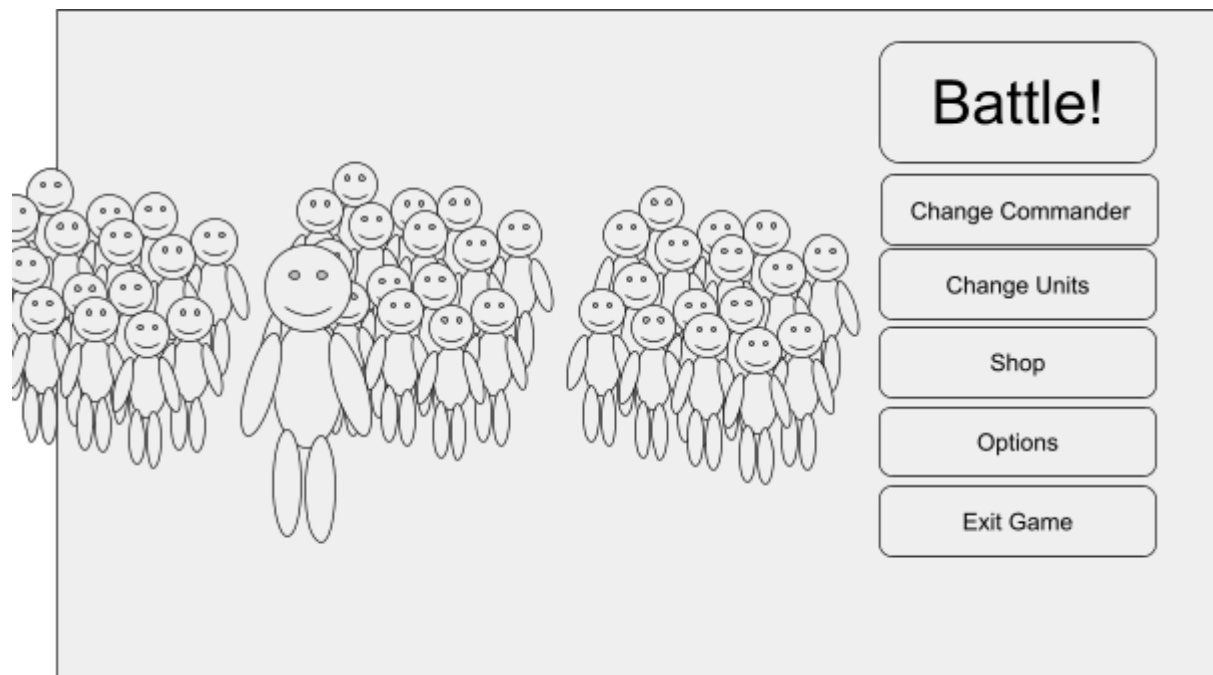 Battle!
Change Commander
Change Units
Shop
Options
Exit Game